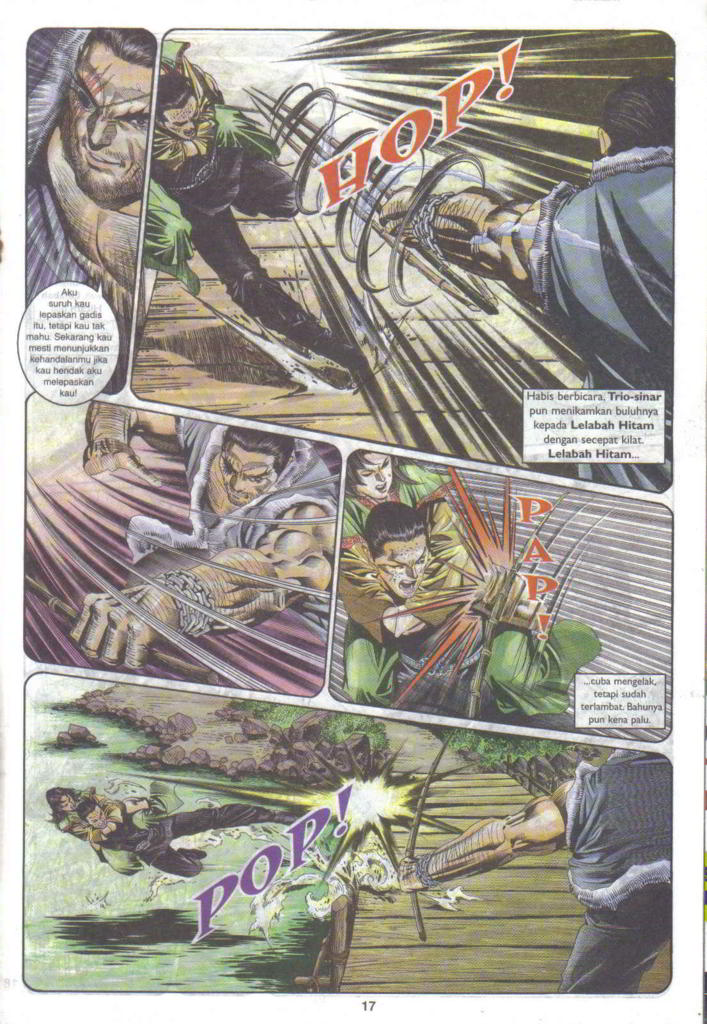 HOP!
Aku
suruh kau
lepaskan gadis
itu, tetapi kau tak
mahu. Sekarang kau
mesti menunjukkan
kehandalanmu jika
kau hendak aku
melepaskan
kau!
Habis berbicara, Trio-sinar
pun menikamkan buluhnya
kepada Lelabah Hitam
dengan secepat kilat.
Lelabah Hitam...
PAP!
...cuba mengelak,
tetapi sudah
terlambat. Bahunya
pun kena palu.
POP!
17